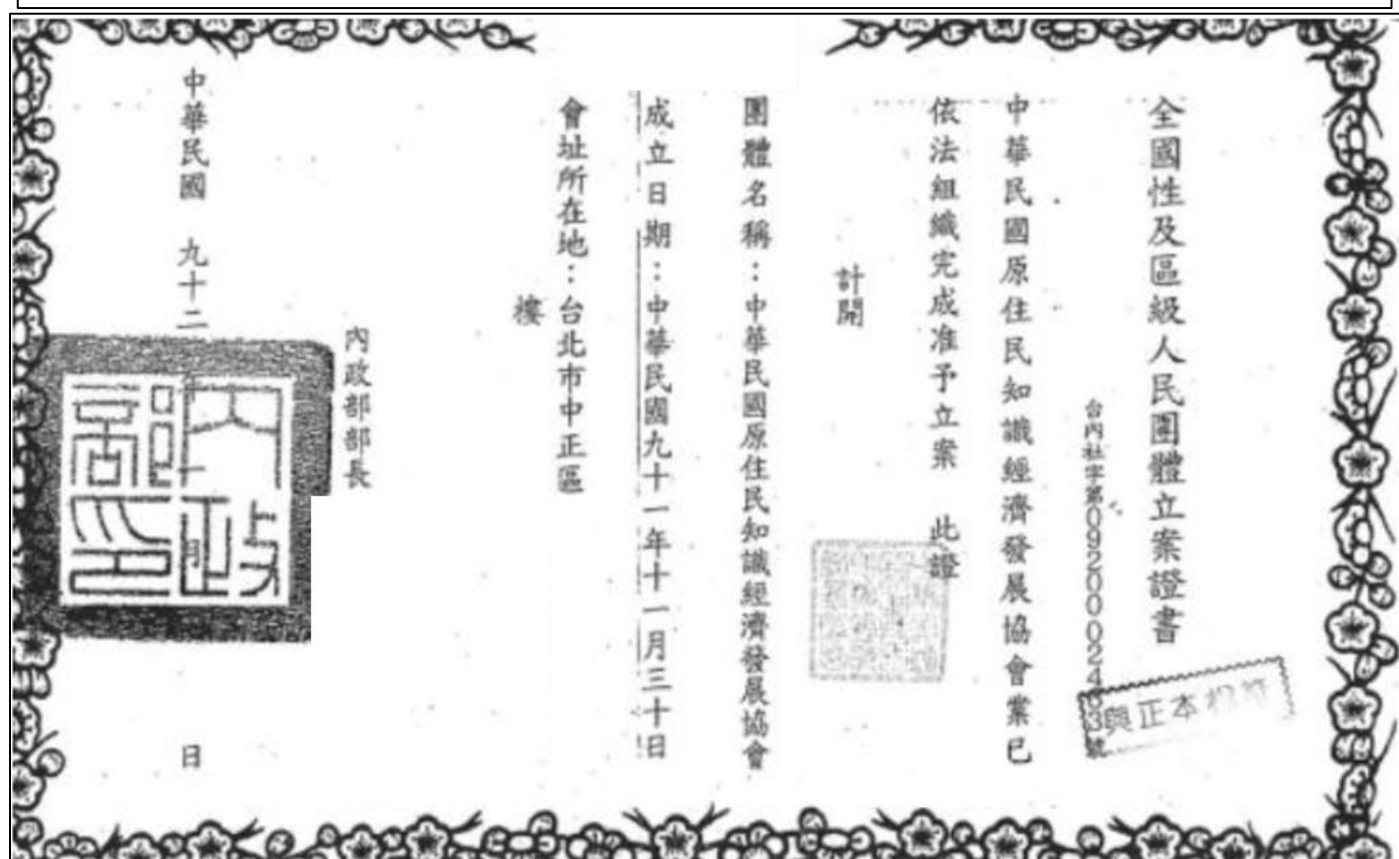 全國性及區級人民團體立案證書
台內社字第0920002463號
與正本相符
中華民國原住民知識經濟發展協會業已
依法組織完成准予立案 此證
計開
團體名稱：中華民國原住民知識經濟發展協會
成立日期：中華民國九十一年十一月三十日
會址所在地：台北市中正區
樓
內政部部長
中華民國 九十二年一月 日
內政部印